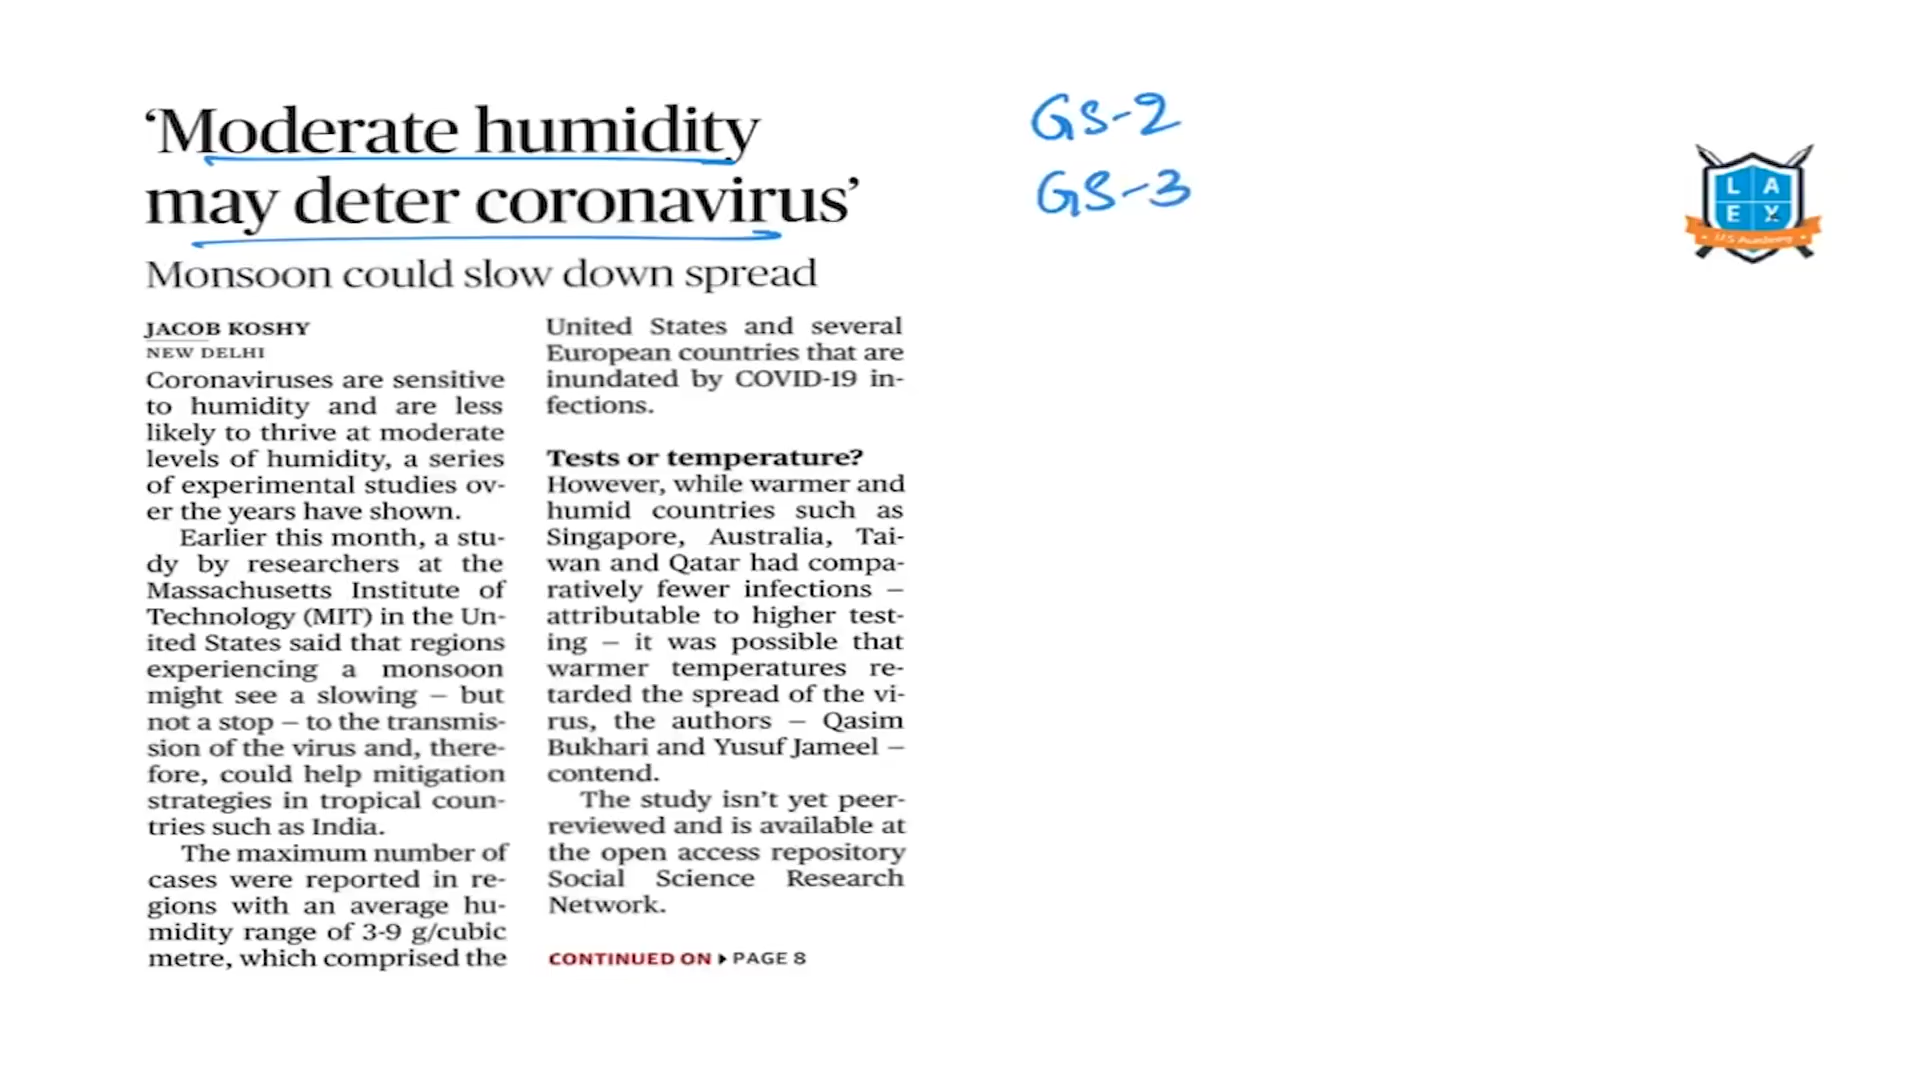 ‘Moderate humidity
may deter coronavirus’
Monsoon could slow down spread
JACOB KOSHY
NEW DELHI
Coronaviruses are sensitive
to humidity and are less
likely to thrive at moderate
levels of humidity, a series
of experimental studies ov-
er the years have shown.
Earlier this month, a stu-
dy by researchers at the
Massachusetts Institute of
Technology (MIT) in the Un-
ited States said that regions
experiencing a monsoon
might see a slowing – but
not a stop – to the transmis-
sion of the virus and, there-
fore, could help mitigation
strategies in tropical coun-
tries such as India.
The maximum number of
cases were reported in re-
gions with an average hu-
midity range of 3-9 g/cubic
metre, which comprised the
United States and several
European countries that are
inundated by COVID-19 in-
fections.
Tests or temperature?
However, while warmer and
humid countries such as
Singapore, Australia, Tai-
wan and Qatar had compa-
ratively fewer infections –
attributable to higher test-
ing – it was possible that
warmer temperatures re-
tarded the spread of the vi-
rus, the authors – Qasim
Bukhari and Yusuf Jameel –
contend.
The study isn’t yet peer-
reviewed and is available at
the open access repository
Social Science Research
Network.
CONTINUED ON PAGE 8
GS-2
GS-3
L A
E X
Academy